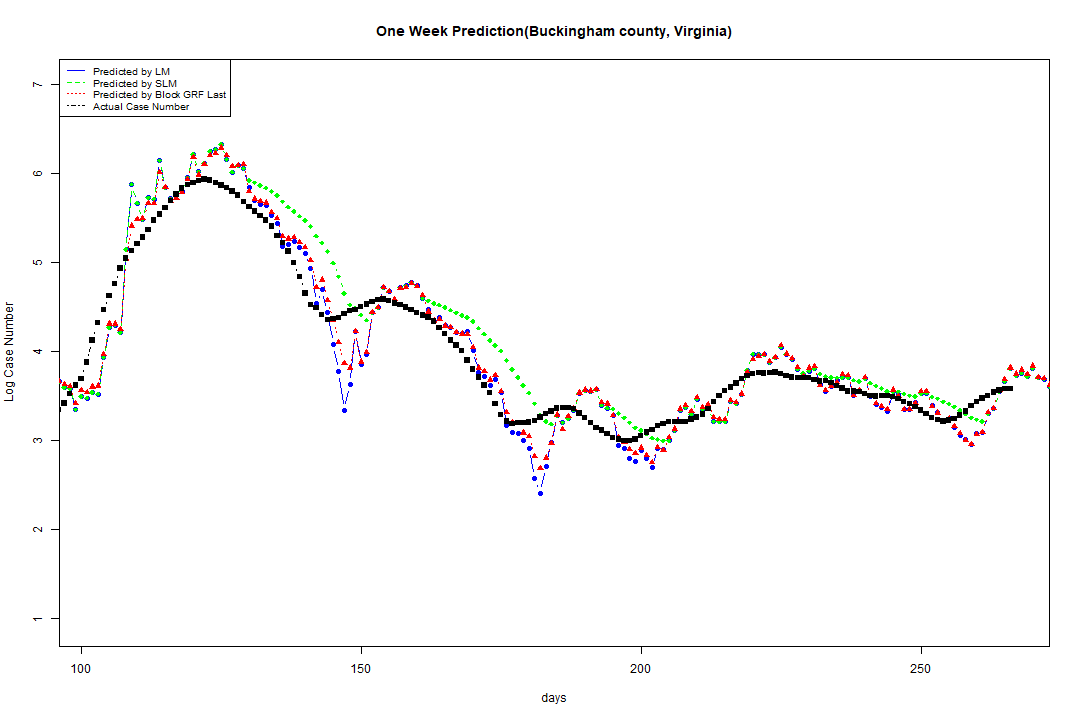 One Week Prediction(Buckingham county, Virginia)
Predicted by LM
Predicted by SLM
Predicted by Block GRF Last
Actual Case Number
7
6
5
4
3
2
1
Log Case Number
100
150
200
250
days